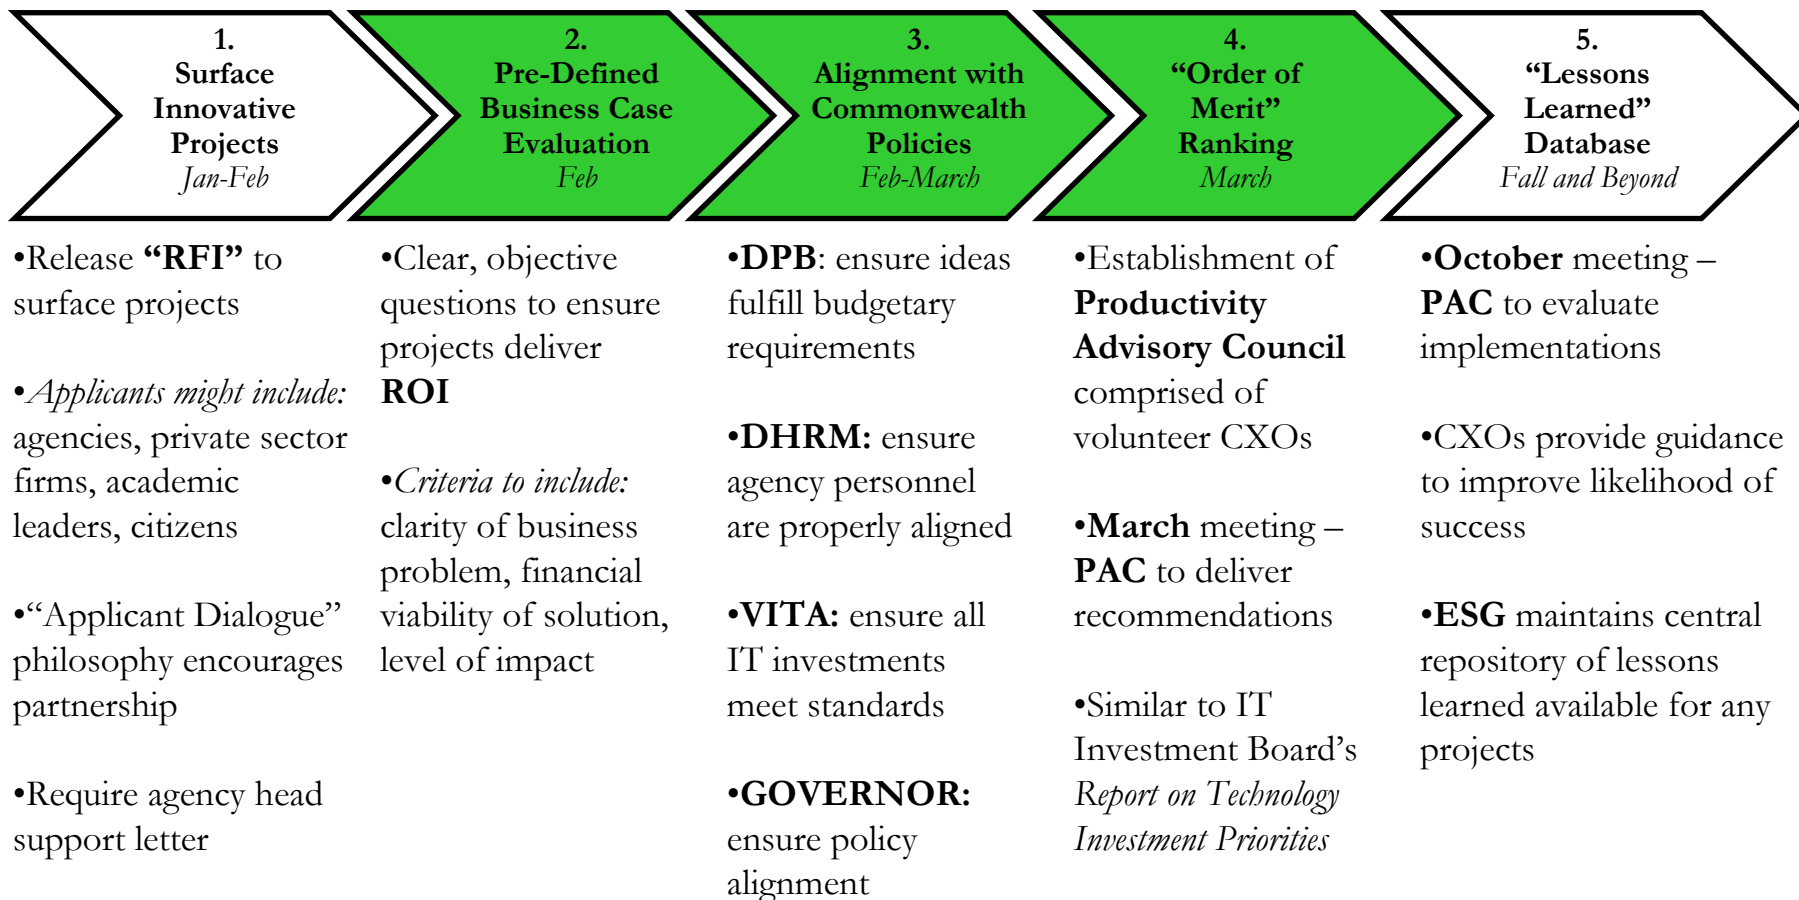 1.
Surface
Innovative
Projects
Jan-Feb
2.
Pre-Defined
Business Case
Evaluation
Feb
3.
Alignment with
Commonwealth
Policies
Feb-March
4.
“Order of
Merit”
Ranking
March
5.
“Lessons
Learned”
Database
Fall and Beyond
•Release “RFI” to
surface projects
•Applicants might include:
agencies, private sector
firms, academic
leaders, citizens
•“Applicant Dialogue”
philosophy encourages
partnership
•Require agency head
support letter
•Clear, objective
questions to ensure
projects deliver
ROI
•Criteria to include:
clarity of business
problem, financial
viability of solution,
level of impact
•DPB: ensure ideas
fulfill budgetary
requirements
•DHRM: ensure
agency personnel
are properly aligned
•VITA: ensure all
IT investments
meet standards
•GOVERNOR:
ensure policy
alignment
•Establishment of
Productivity
Advisory Council
comprised of
volunteer CXOs
•March meeting –
PAC to deliver
recommendations
•Similar to IT
Investment Board’s
Report on Technology
Investment Priorities
•October meeting –
PAC to evaluate
implementations
•CXOs provide guidance
to improve likelihood of
success
•ESG maintains central
repository of lessons
learned available for any
projects